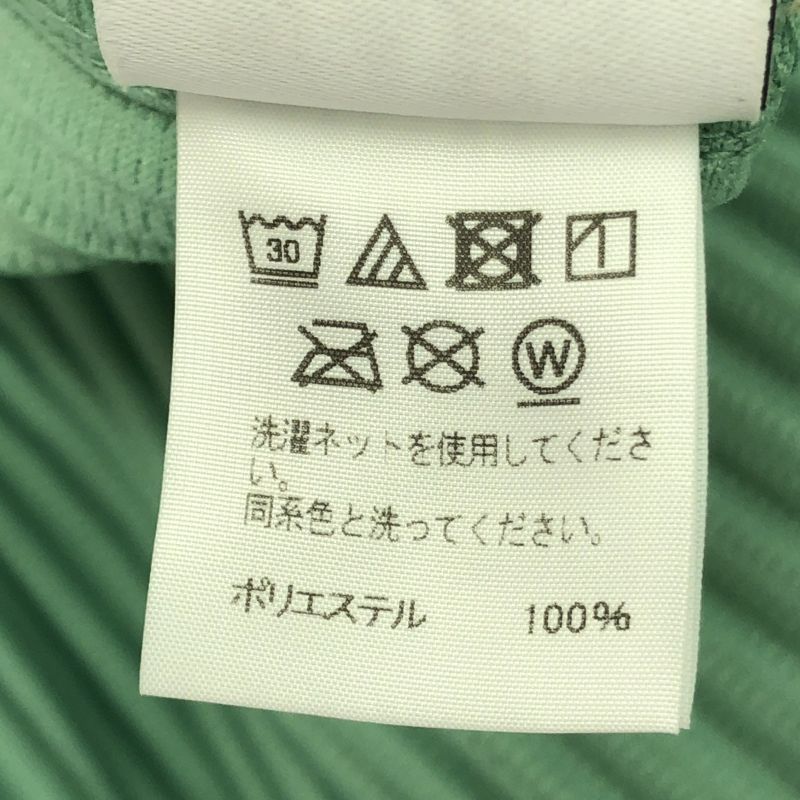 30
W
洗濯ネットを使用してくださ
い。
同系色と洗ってください。
ポリエステル 100%